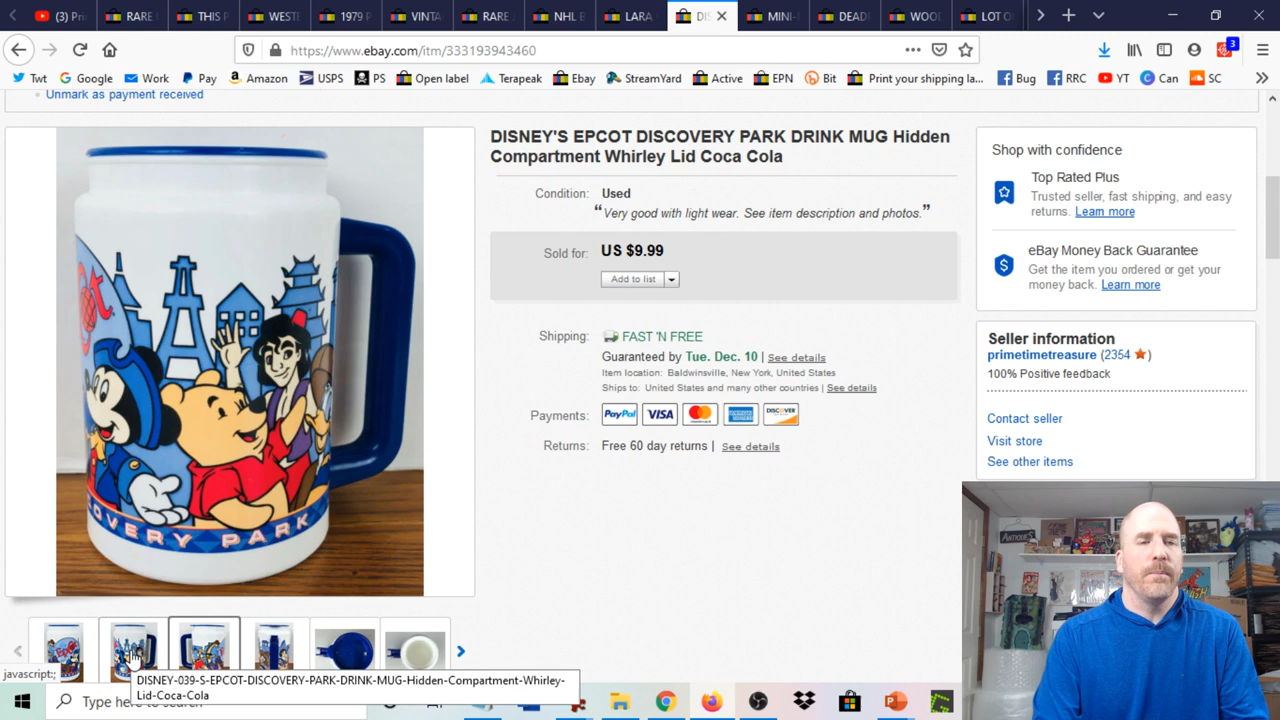 (3) Pri
RARE
THIS P
WESTE
1979 P
VINTA
RARE
NHL B
LARA
DIS
MINI-
DEAD
WOO
LOT O
https://www.ebay.com/itm/333193943460
3
Twt
Google
Work
Pay
Amazon
USPS
PS
Open label
Terapeak
Ebay
StreamYard
Active
EPN
Bit
Print your shipping la...
Bug
RRC
YT
Can
SC
Unmark as payment received
DISNEY'S EPCOT DISCOVERY PARK DRINK MUG Hidden
Compartment Whirley Lid Coca Cola
Condition: Used
“Very good with light wear. See item description and photos.”
Sold for: US $9.99
Add to list
Shipping: FAST 'N FREE
Guaranteed by Tue. Dec. 10 | See details
Item location: Baldwinsville, New York, United States
Ships to: United States and many other countries | See details
Payments: PayPal VISA MasterCard AMERICAN EXPRESS DISCOVER
Returns: Free 60 day returns | See details
Shop with confidence
Top Rated Plus
Trusted seller, fast shipping, and easy
returns. Learn more
eBay Money Back Guarantee
Get the item you ordered or get your
money back. Learn more
Seller information
primetimetreasure (2354 )
100% Positive feedback
Contact seller
Visit store
See other items
OVERY PARK
ANTIQUES
javascript:;
DISNEY-039-S-EPCOT-DISCOVERY-PARK-DRINK-MUG-Hidden-Compartment-Whirley-
Lid-Coca-Cola
Type here to search